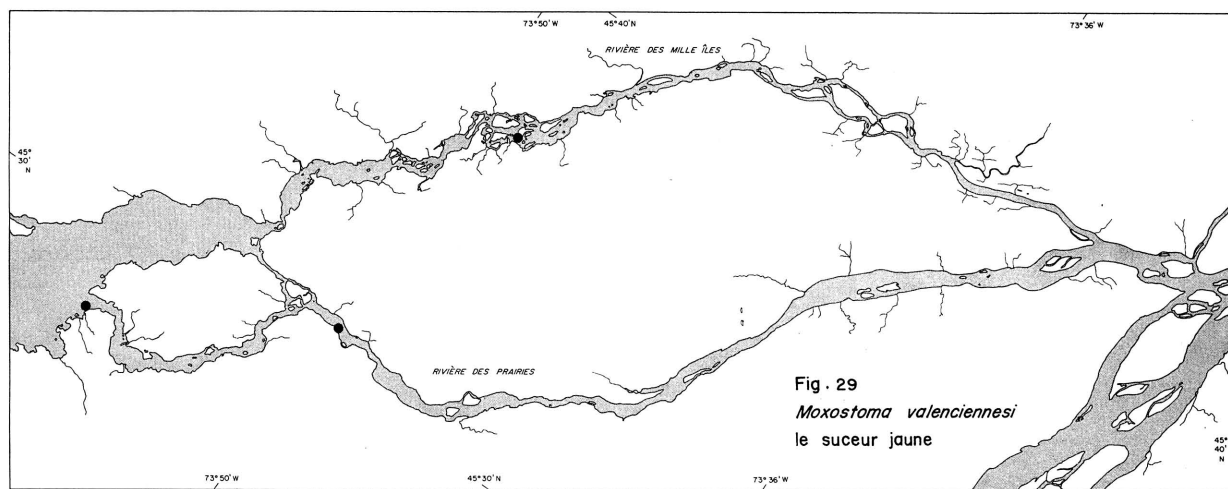 73° 50' W
45° 40' N
73° 36' W
RIVIÈRE DES MILLE ÎLES
45°
30'
N
RIVIÈRE DES PRAIRIES
Fig. 29
Moxostoma valenciennesi
le suceur jaune
45°
40'
N
73° 50' W
45° 30' N
73° 36' W